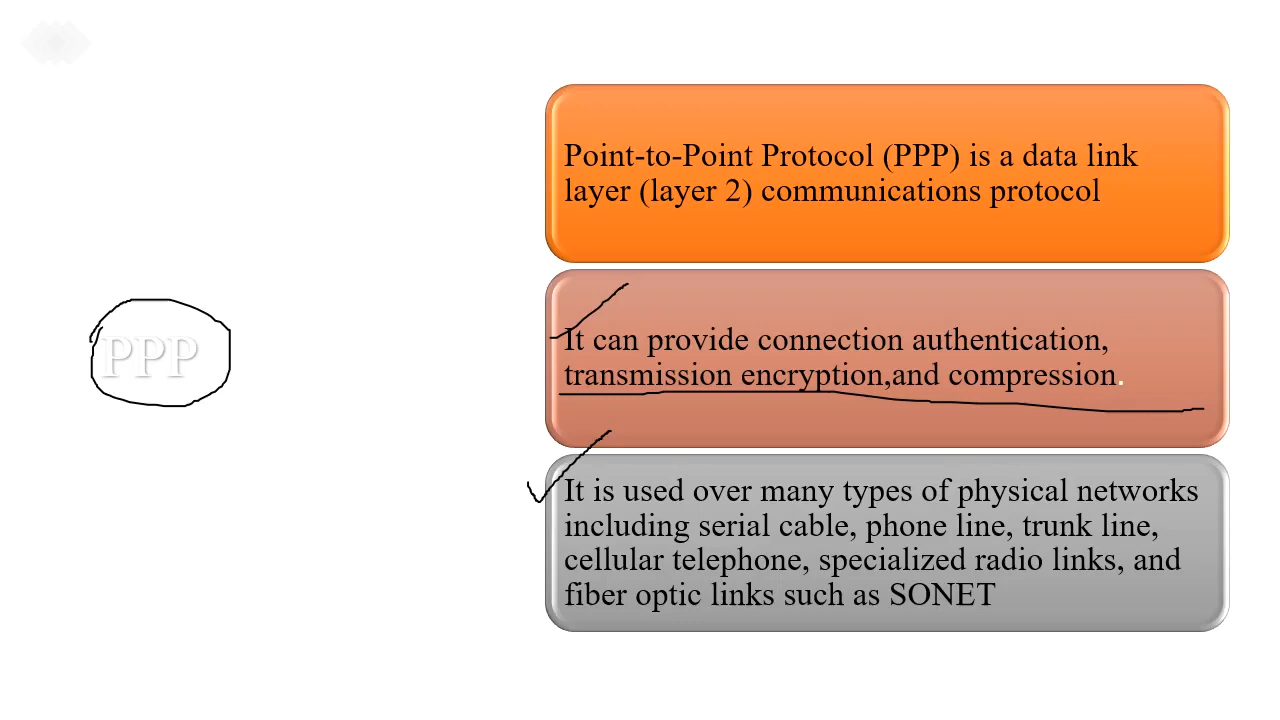 PPP
Point-to-Point Protocol (PPP) is a data link
layer (layer 2) communications protocol
It can provide connection authentication,
transmission encryption,and compression.
It is used over many types of physical networks
including serial cable, phone line, trunk line,
cellular telephone, specialized radio links, and
fiber optic links such as SONET